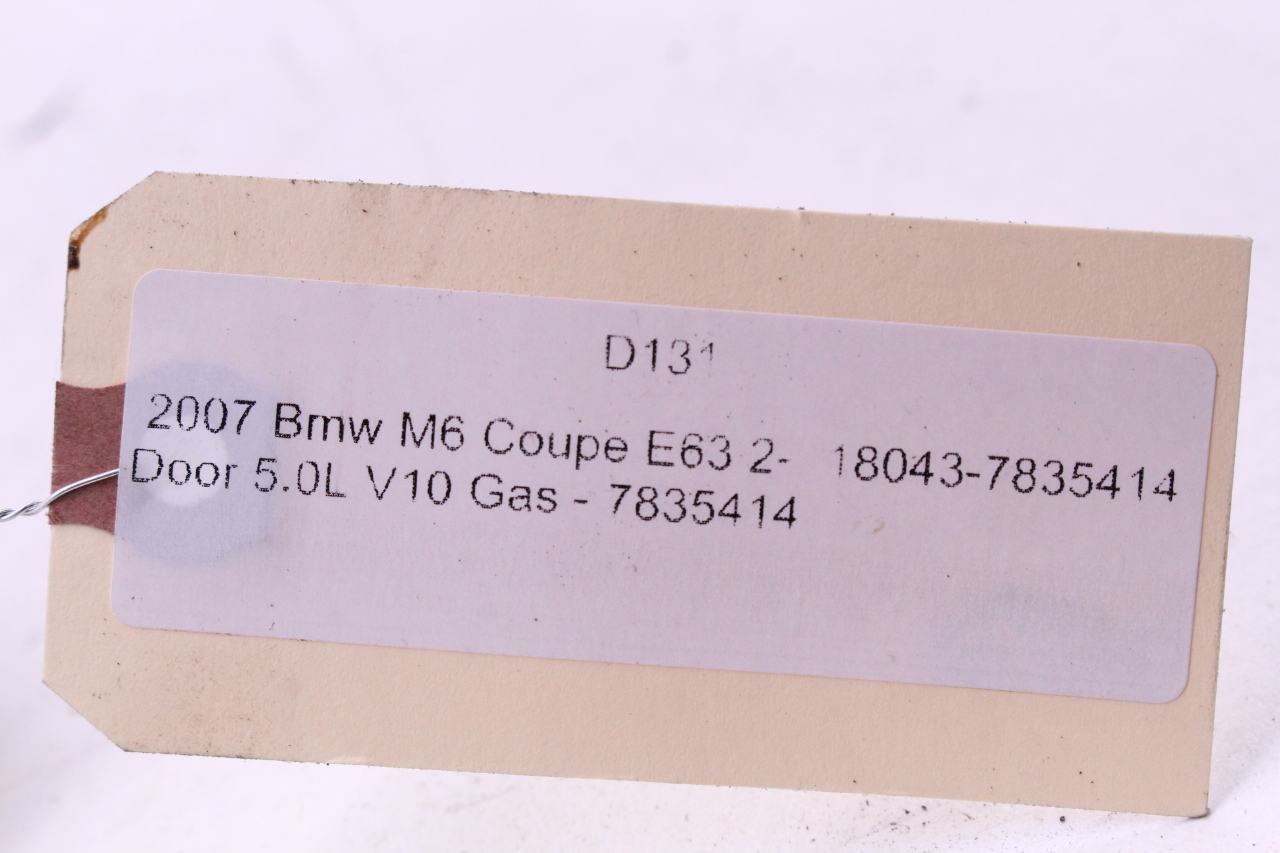 D131
2007 Bmw M6 Coupe E63 2- 18043-7835414
Door 5.0L V10 Gas - 7835414